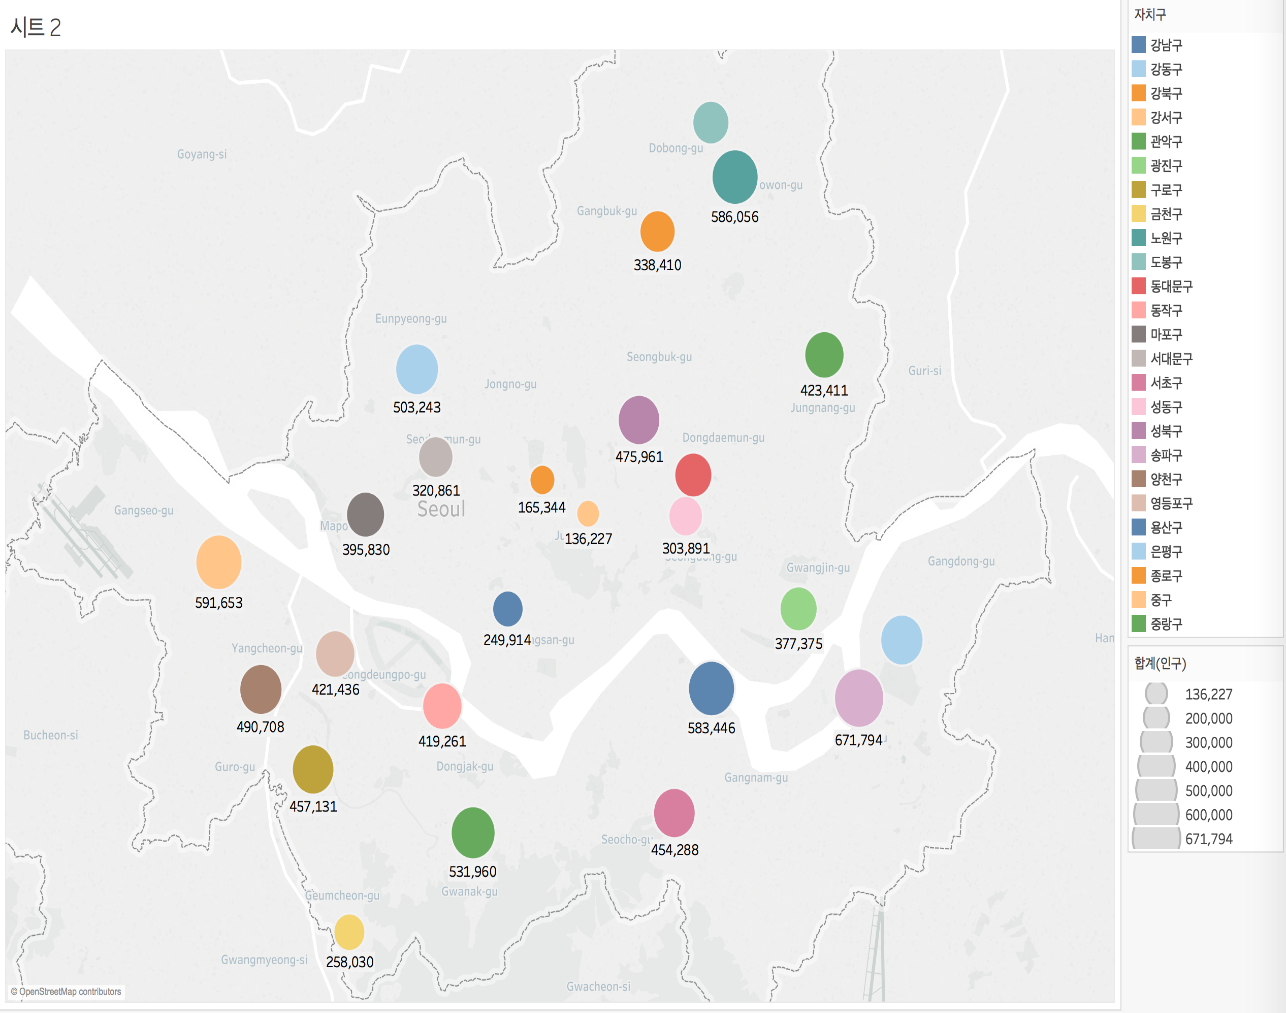 시트 2
Goyang-si
Dobong-gu
owon-gu
586,056
Gangbuk-gu
338,410
Eunpyeong-gu
503,243
Jongno-gu
Seongbuk-gu
423,411
Jungnang-gu
Guri-si
475,961
Dongdaemun-gu
320,861
Seoul
165,344
136,227
303,891
Gangseo-gu
Mapo
395,830
591,653
Gwangjin-gu
377,375
Gangdong-gu
Han
249,914
ngsan-gu
Yangcheon-gu
421,436
ongdeungpo-gu
490,708
419,261
583,446
671,794
Bucheon-si
Guro-gu
Dongjak-gu
Gangnam-gu
457,131
Seocho-gu
454,288
531,960
Gwanak-gu
Geumcheon-gu
258,030
Gwangmyeong-si
Gwacheon-si
© OpenStreetMap contributors
자치구
강남구
강동구
강북구
강서구
관악구
광진구
구로구
금천구
노원구
도봉구
동대문구
동작구
마포구
서대문구
서초구
성동구
성북구
송파구
양천구
영등포구
용산구
은평구
종로구
중구
중랑구
합계(인구)
136,227
200,000
300,000
400,000
500,000
600,000
671,794